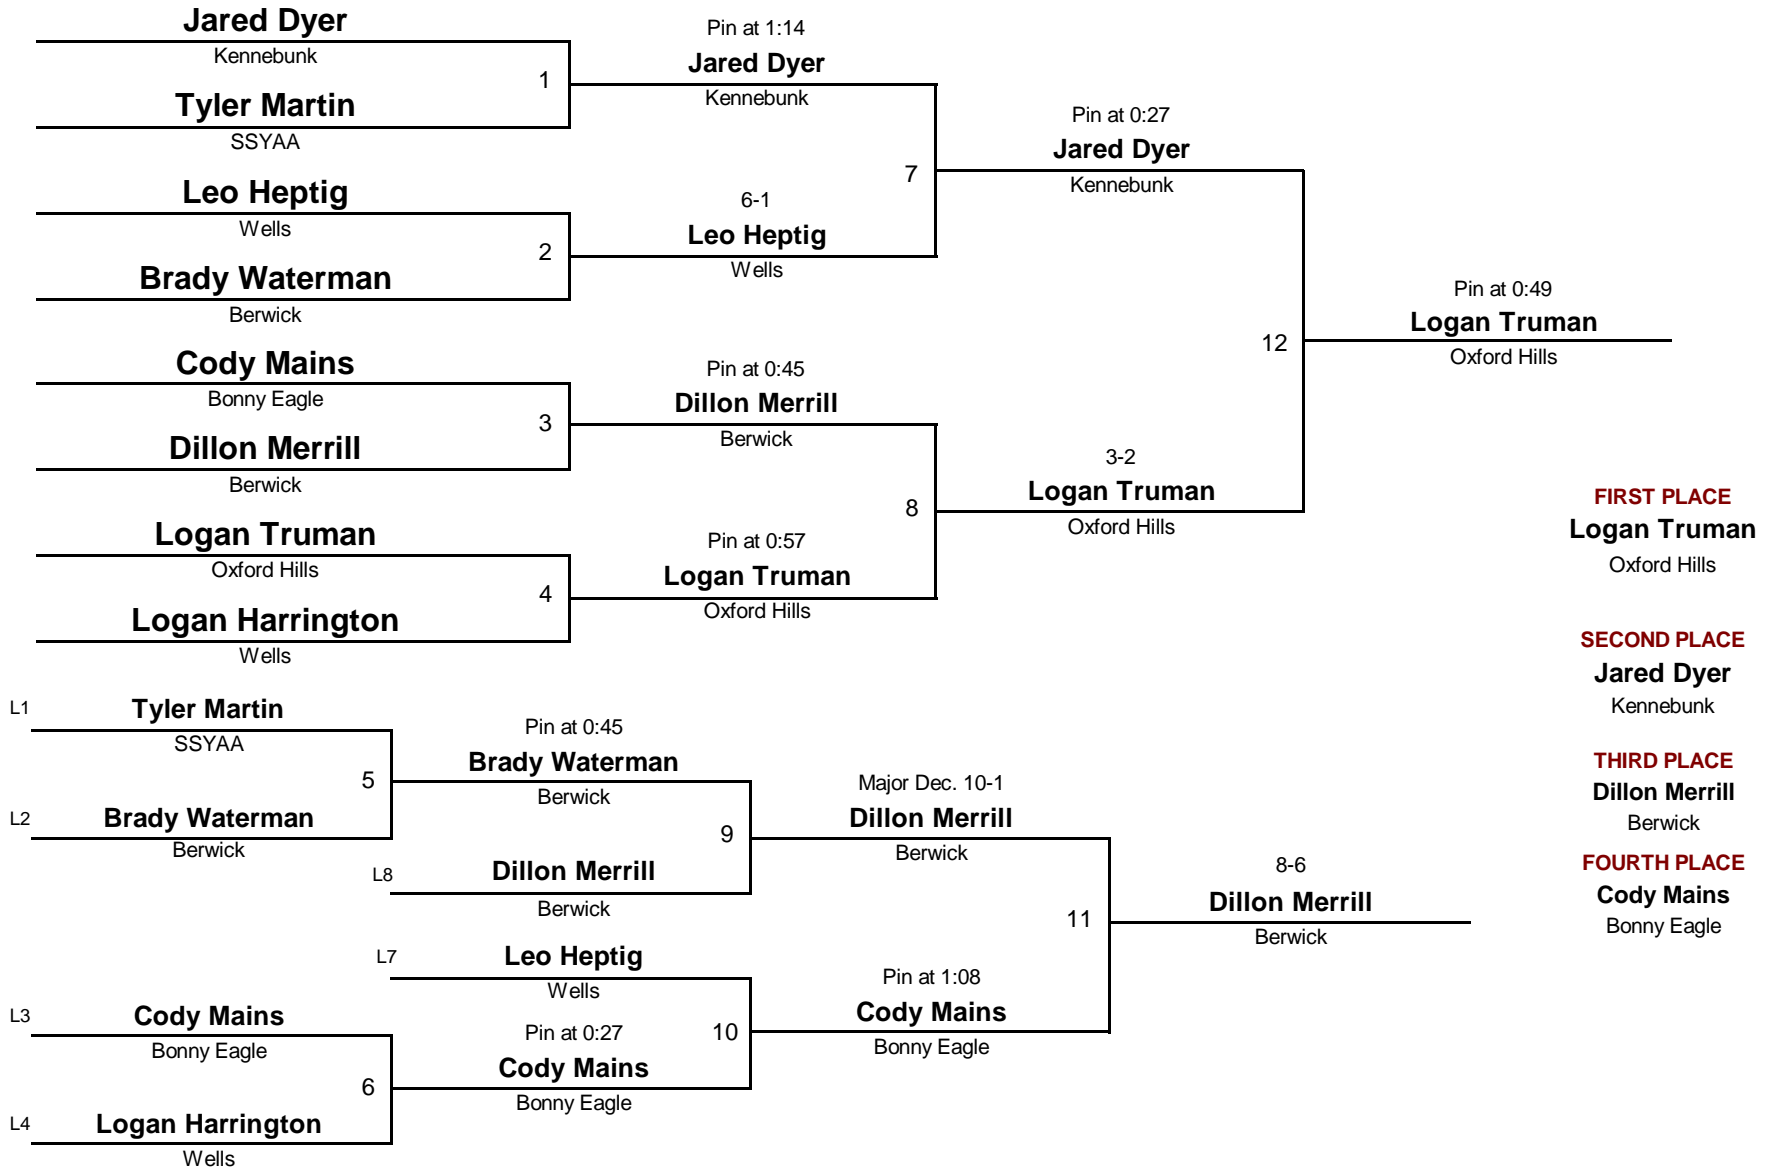 Jared Dyer
Kennebunk
1
Tyler Martin
SSYAA
Leo Heptig
Wells
2
Brady Waterman
Berwick
Cody Mains
Bonny Eagle
3
Dillon Merrill
Berwick
Logan Truman
Oxford Hills
4
Logan Harrington
Wells
Pin at 1:14
Jared Dyer
Kennebunk
7
6-1
Leo Heptig
Wells
Pin at 0:45
Dillon Merrill
Berwick
8
Pin at 0:57
Logan Truman
Oxford Hills
Pin at 0:27
Jared Dyer
Kennebunk
12
3-2
Logan Truman
Oxford Hills
Pin at 0:49
Logan Truman
Oxford Hills
FIRST PLACE
Logan Truman
Oxford Hills
SECOND PLACE
Jared Dyer
Kennebunk
THIRD PLACE
Dillon Merrill
Berwick
FOURTH PLACE
Cody Mains
Bonny Eagle
L1 Tyler Martin
SSYAA
5
L2 Brady Waterman
Berwick
Pin at 0:45
Brady Waterman
Berwick
9
L8 Dillon Merrill
Berwick
L7 Leo Heptig
Wells
10
L3 Cody Mains
Bonny Eagle
6
L4 Logan Harrington
Wells
Pin at 0:27
Cody Mains
Bonny Eagle
Major Dec. 10-1
Dillon Merrill
Berwick
11
Pin at 1:08
Cody Mains
Bonny Eagle
8-6
Dillon Merrill
Berwick